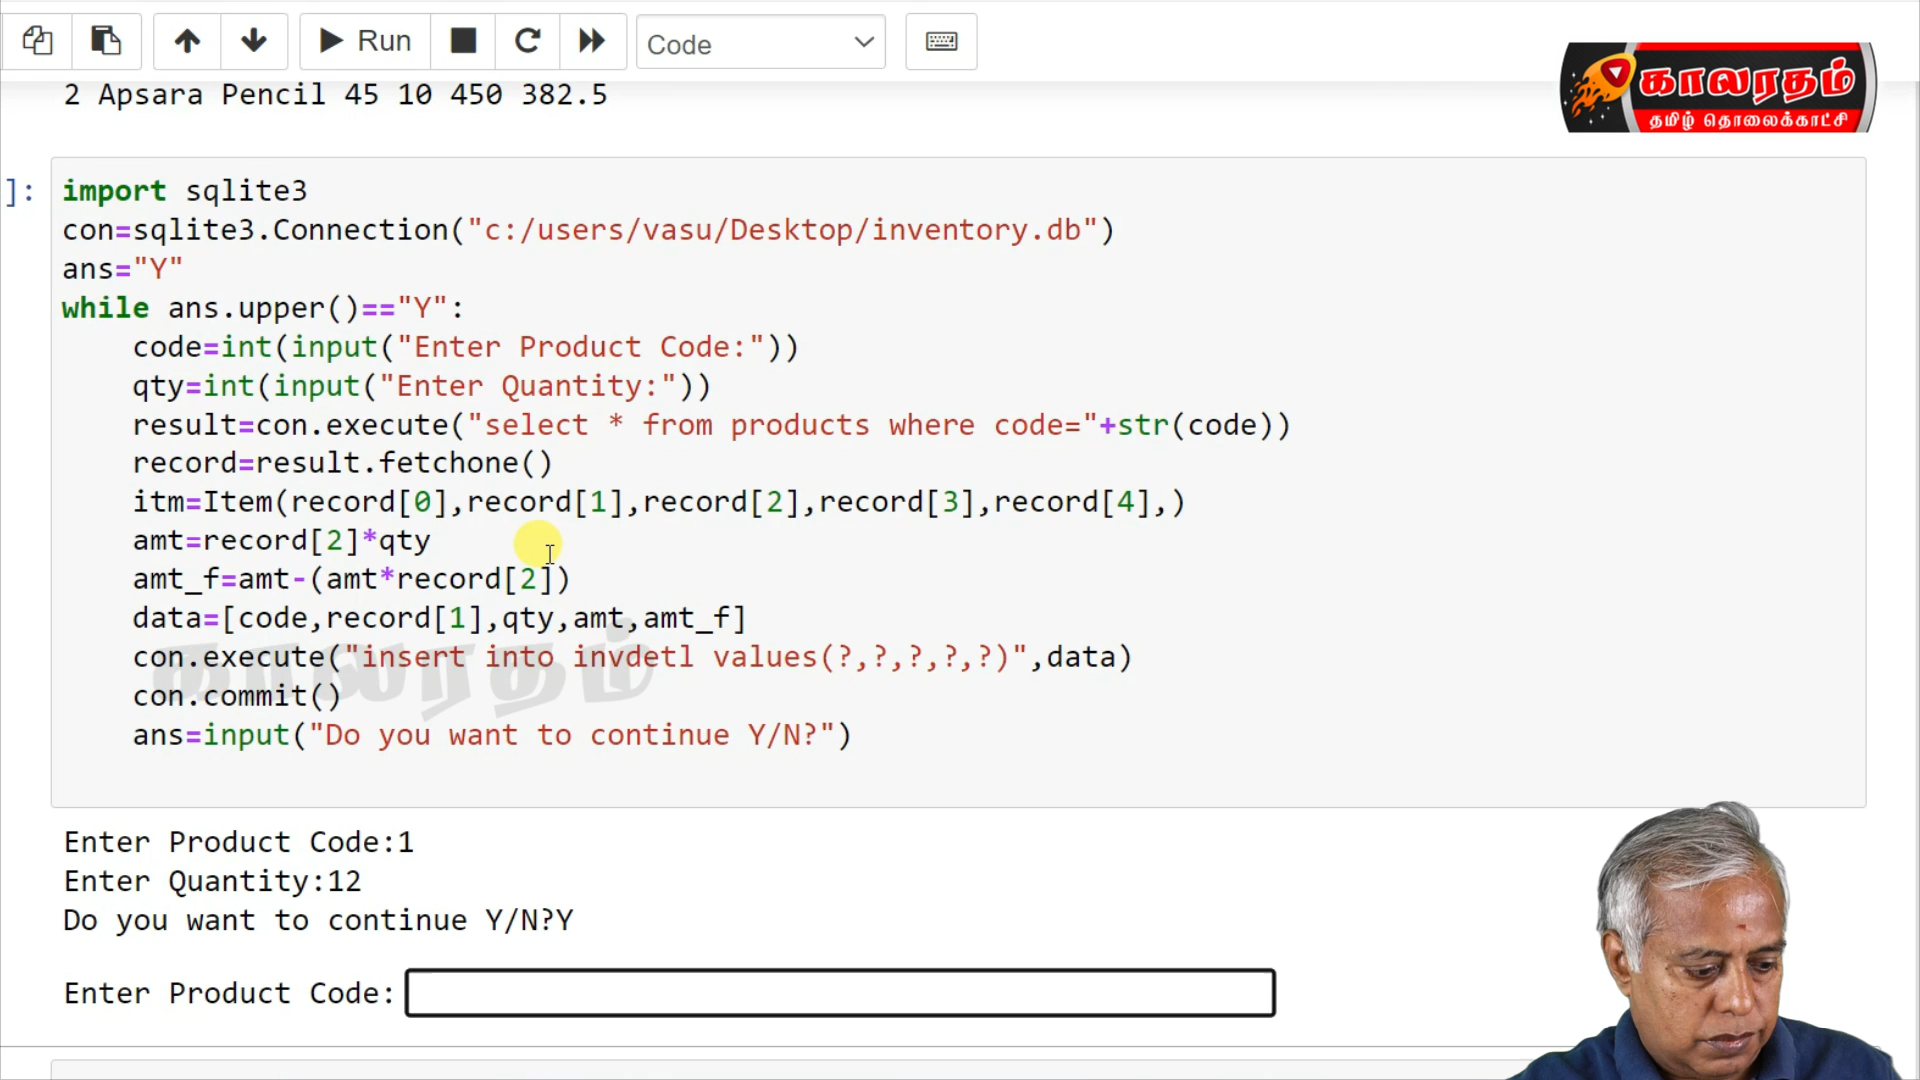 Run
Code
காலரதம்
தமிழ் தொலைக்காட்சி
2 Apsara Pencil 45 10 450 382.5
]:
import sqlite3
con=sqlite3.Connection("c:/users/vasu/Desktop/inventory.db")
ans="Y"
while ans.upper()=="Y":
    code=int(input("Enter Product Code:"))
    qty=int(input("Enter Quantity:"))
    result=con.execute("select * from products where code="+str(code))
    record=result.fetchone()
    itm=Item(record[0],record[1],record[2],record[3],record[4],)
    amt=record[2]*qty
    amt_f=amt-(amt*record[2])
    data=[code,record[1],qty,amt,amt_f]
    con.execute("insert into invdetl values(?,?,?,?,?)",data)
காலரதம்
    con.commit()
    ans=input("Do you want to continue Y/N?")
Enter Product Code:1
Enter Quantity:12
Do you want to continue Y/N?Y
Enter Product Code: